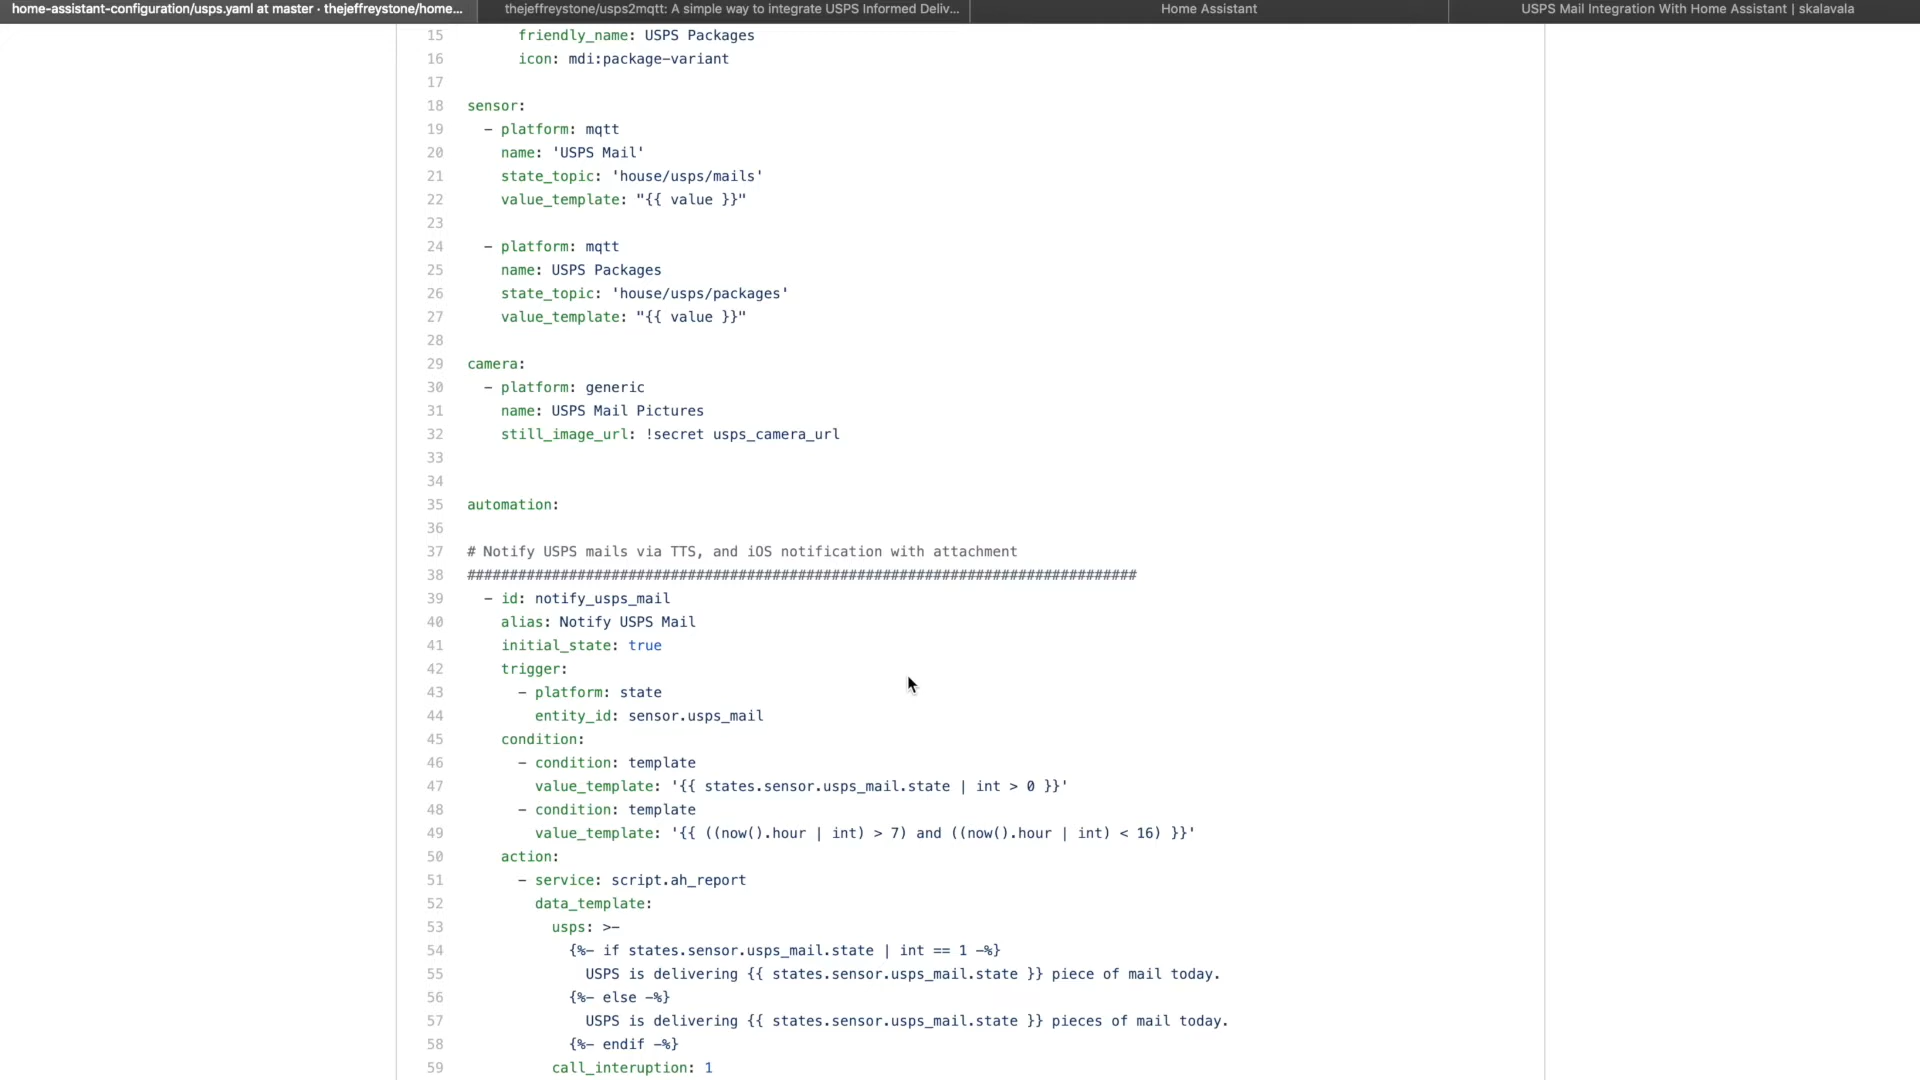 home-assistant-configuration/usps.yaml at master · thejeffreystone/home...
thejeffreystone/usps2mqtt: A simple way to integrate USPS Informed Deliv...
Home Assistant
USPS Mail Integration With Home Assistant | skalavala
15 friendly_name: USPS Packages
16 icon: mdi:package-variant
17
18 sensor:
19 - platform: mqtt
20 name: 'USPS Mail'
21 state_topic: 'house/usps/mails'
22 value_template: "{{ value }}"
23
24 - platform: mqtt
25 name: USPS Packages
26 state_topic: 'house/usps/packages'
27 value_template: "{{ value }}"
28
29 camera:
30 - platform: generic
31 name: USPS Mail Pictures
32 still_image_url: !secret usps_camera_url
33
34
35 automation:
36
37 # Notify USPS mails via TTS, and iOS notification with attachment
38 ###############################################################################
39 - id: notify_usps_mail
40 alias: Notify USPS Mail
41 initial_state: true
42 trigger:
43 - platform: state
44 entity_id: sensor.usps_mail
45 condition:
46 - condition: template
47 value_template: '{{ states.sensor.usps_mail.state | int > 0 }}'
48 - condition: template
49 value_template: '{{ ((now().hour | int) > 7) and ((now().hour | int) < 16) }}'
50 action:
51 - service: script.ah_report
52 data_template:
53 usps: >-
54 {%- if states.sensor.usps_mail.state | int == 1 -%}
55 USPS is delivering {{ states.sensor.usps_mail.state }} piece of mail today.
56 {%- else -%}
57 USPS is delivering {{ states.sensor.usps_mail.state }} pieces of mail today.
58 {%- endif -%}
59 call_interuption: 1